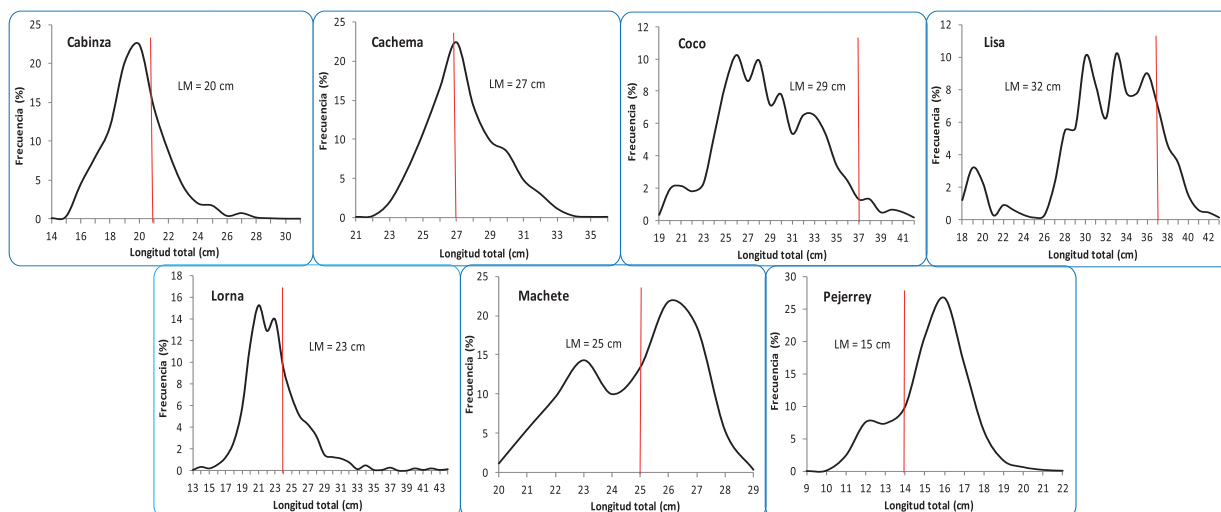 Cabinza
LM = 20 cm
Frecuencia (%)
25
20
15
10
5
0
14 16 18 20 22 24 26 28 30
Longitud total (cm)
Cachema
LM = 27 cm
Frecuencia (%)
25
20
15
10
5
0
21 23 25 27 29 31 33 35
Longitud total (cm)
Coco
LM = 29 cm
Frecuencia (%)
12
10
8
6
4
2
0
19 21 23 25 27 29 31 33 35 37 39 41
Longitud total (cm)
Lisa
LM = 32 cm
Frecuencia (%)
12
10
8
6
4
2
0
18 20 22 24 26 28 30 32 34 36 38 40 42
Longitud total (cm)
Lorna
LM = 23 cm
Frecuencia (%)
18
16
14
12
10
8
6
4
2
0
13 15 17 19 21 23 25 27 29 31 33 35 37 39 41 43
Longitud total (cm)
Machete
LM = 25 cm
Frecuencia (%)
25
20
15
10
5
0
20 21 22 23 24 25 26 27 28 29
Longitud total (cm)
Pejerrey
LM = 15 cm
Frecuencia (%)
30
25
20
15
10
5
0
9 10 11 12 13 14 15 16 17 18 19 20 21 22
Longitud total (cm)